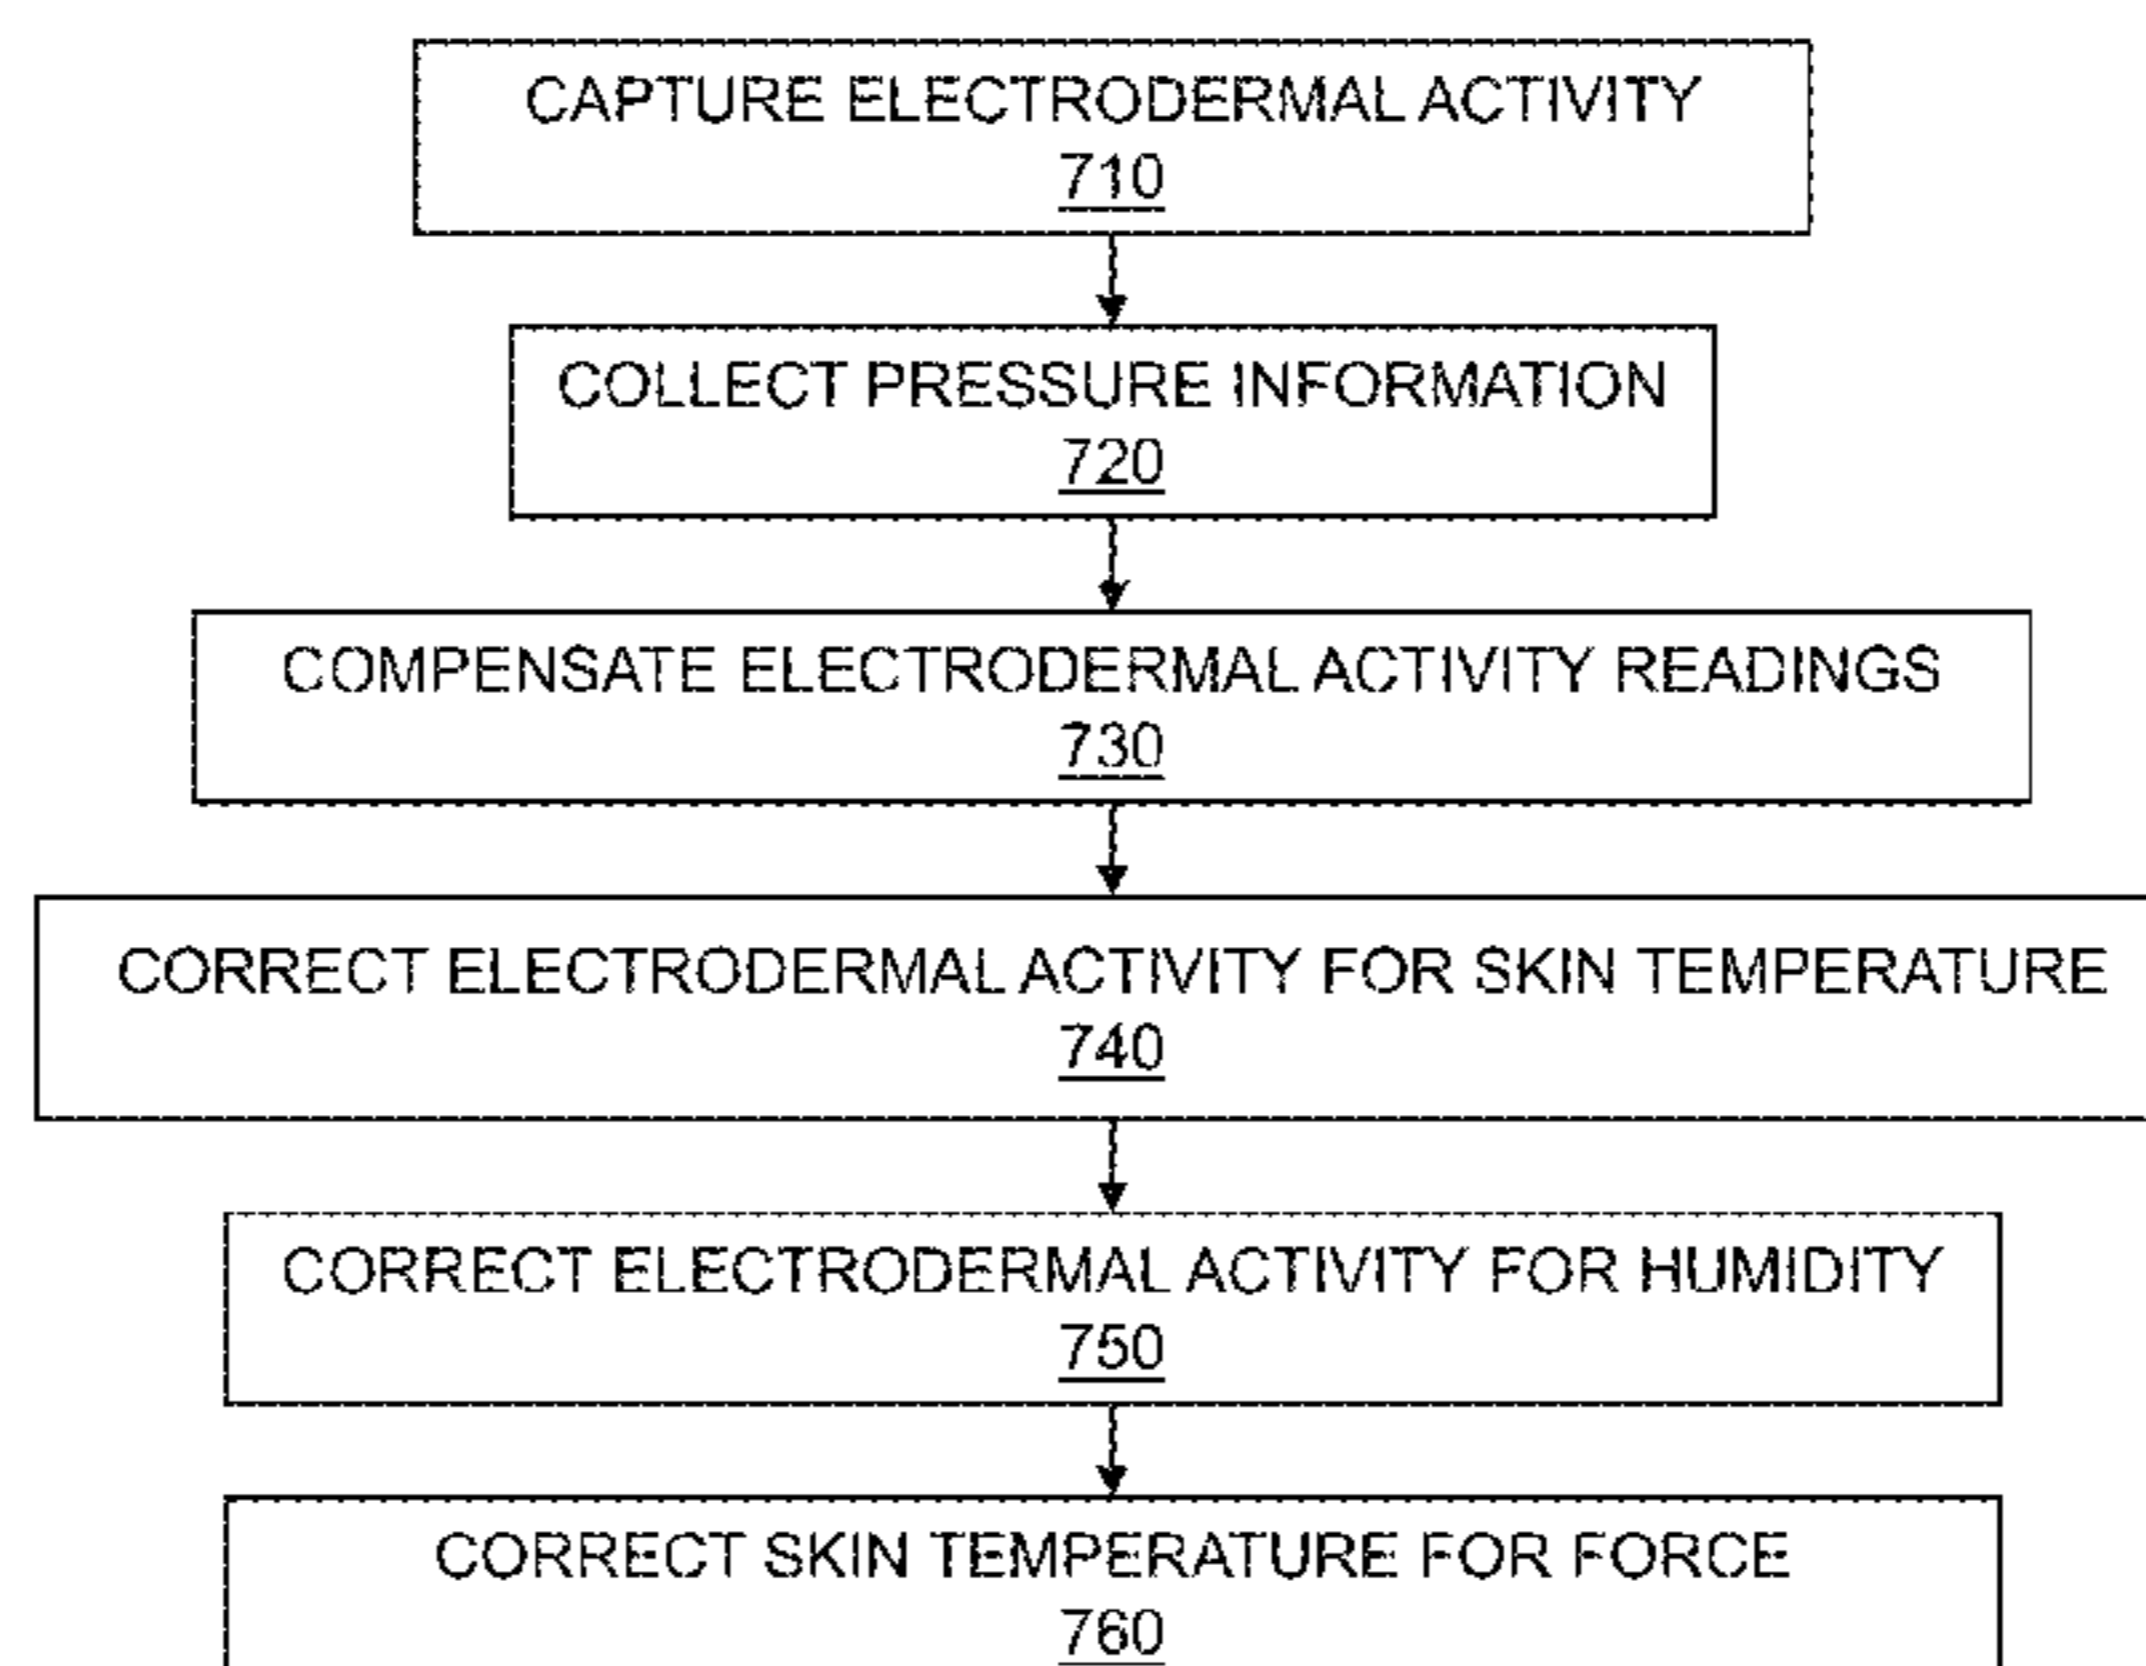 CAPTURE ELECTRODERMAL ACTIVITY
710
COLLECT PRESSURE INFORMATION
720
COMPENSATE ELECTRODERMAL ACTIVITY READINGS
730
CORRECT ELECTRODERMAL ACTIVITY FOR SKIN TEMPERATURE
740
CORRECT ELECTRODERMAL ACTIVITY FOR HUMIDITY
750
CORRECT SKIN TEMPERATURE FOR FORCE
760